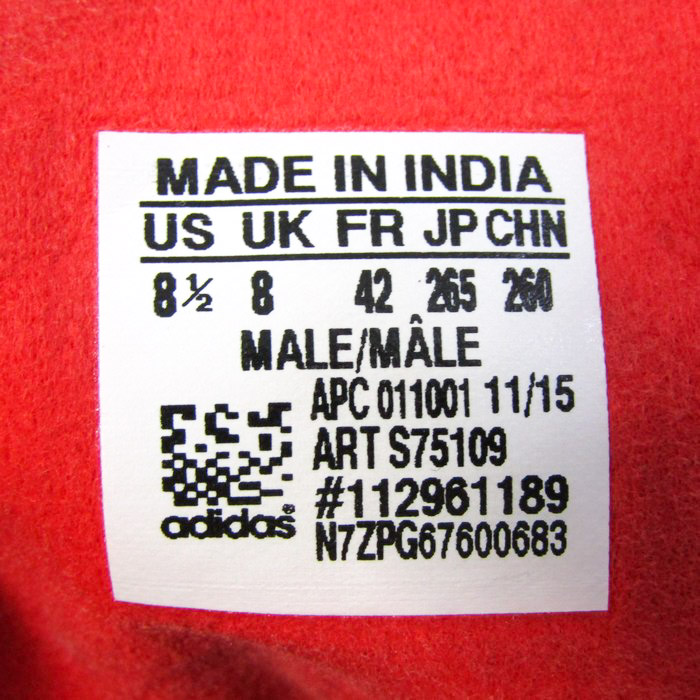 MADE IN INDIA
US UK FR JP CHN
8½ 8 42 265 260
MALE/MÂLE
APC 011001 11/15
ART S75109
#112961189
adidas®
N7ZPG67600683